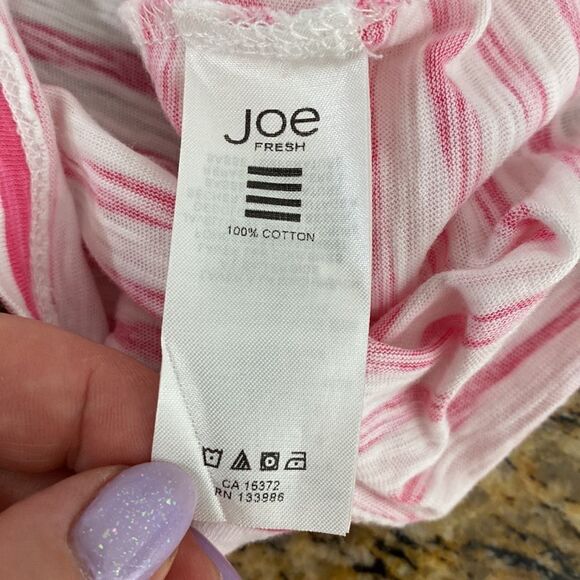 Joe
FRESH
100% COTTON
CA 15372
RN 133986